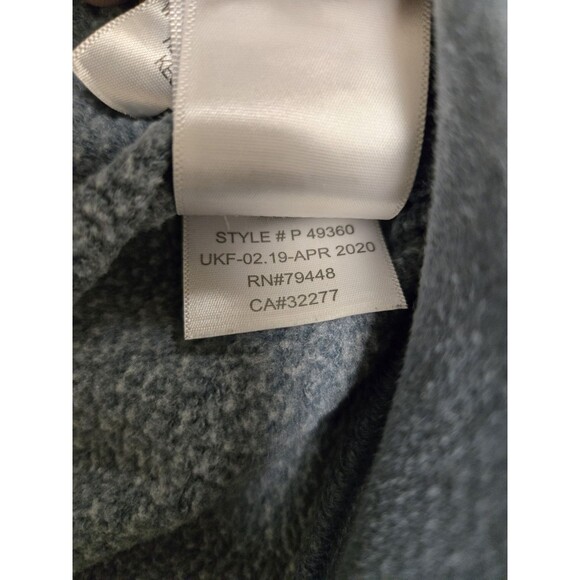 STYLE # P 49360
UKF-02.19-APR 2020
RN#79448
CA#32277